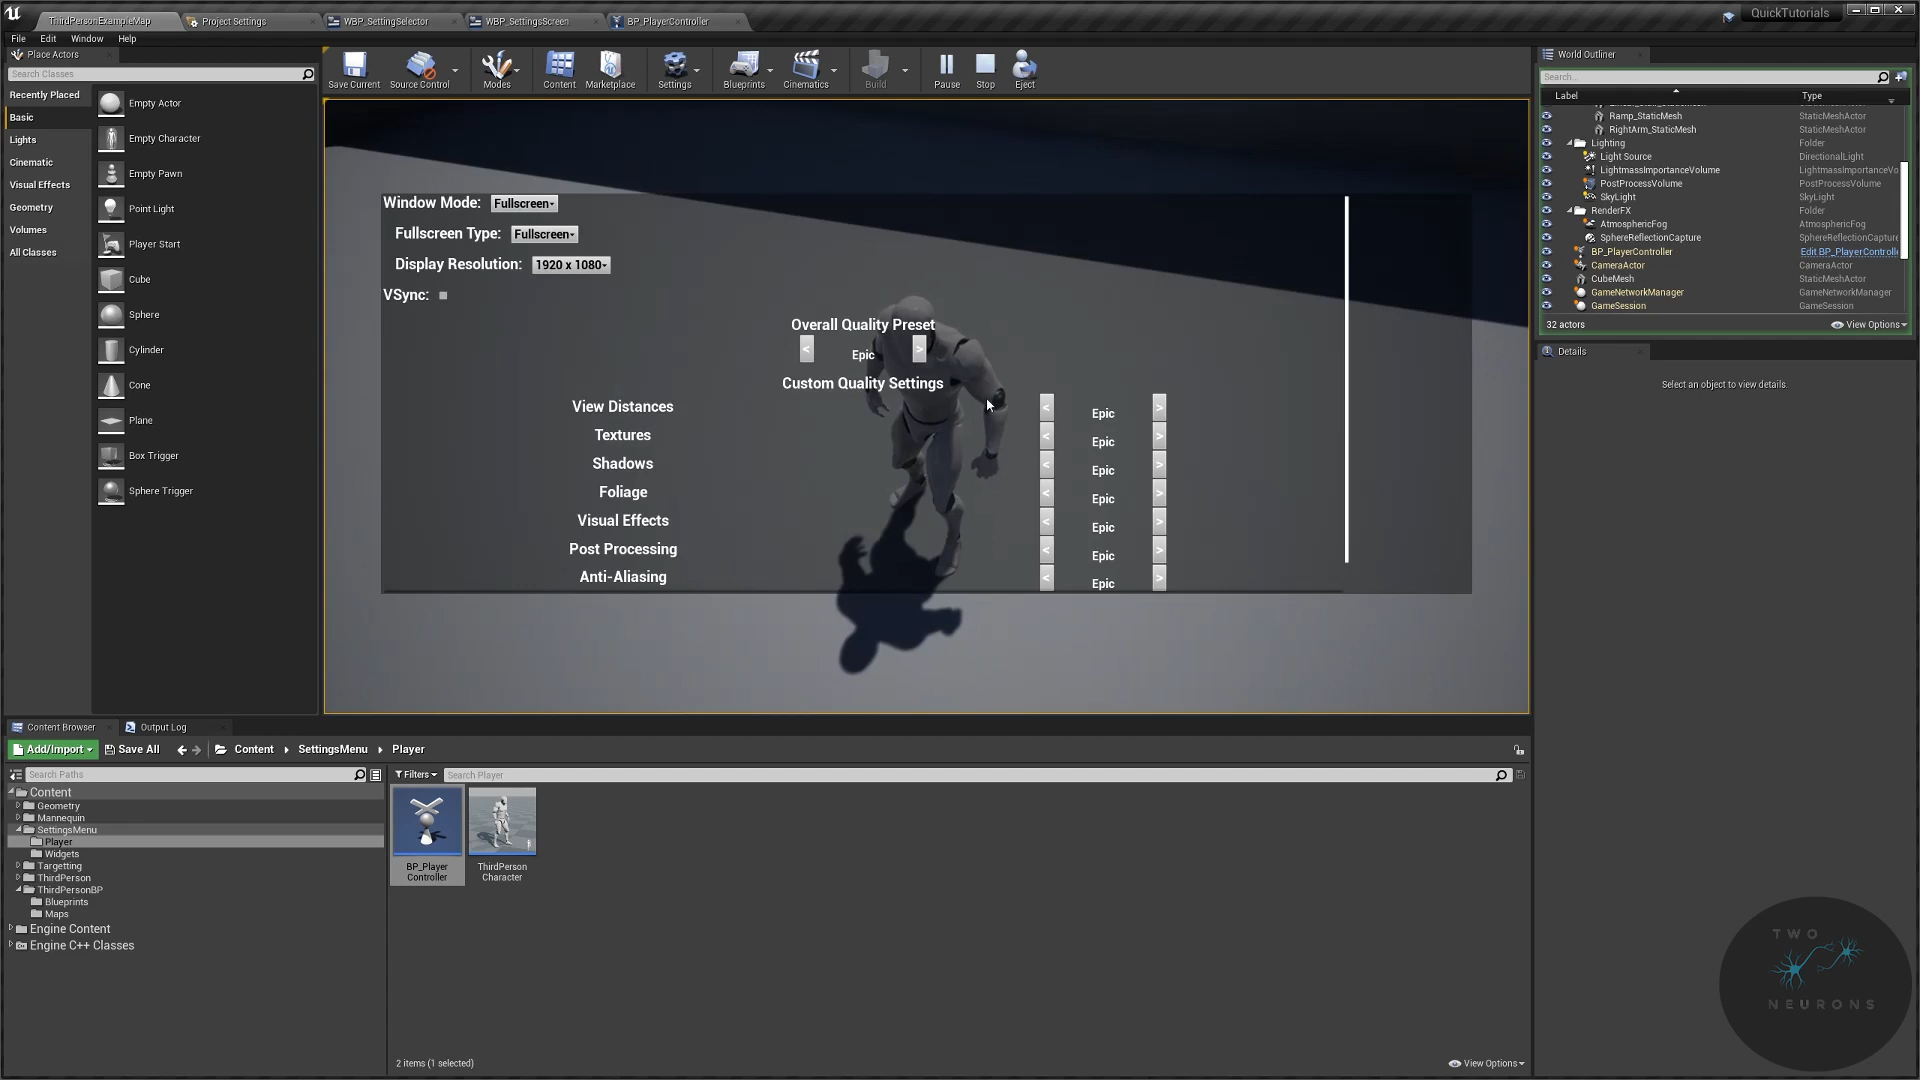 ThirdPersonExampleMap
Project Settings
WBP_SettingSelector
WBP_SettingsScreen
BP_PlayerController
QuickTutorials
File Edit Window Help
Place Actors
Search Classes
Recently Placed
Basic
Lights
Cinematic
Visual Effects
Geometry
Volumes
All Classes
Empty Actor
Empty Character
Empty Pawn
Point Light
Player Start
Cube
Sphere
Cylinder
Cone
Plane
Box Trigger
Sphere Trigger
Save Current
Source Control
Modes
Content
Marketplace
Settings
Blueprints
Cinematics
Build
Pause
Stop
Eject
Window Mode: Fullscreen
Fullscreen Type: Fullscreen
Display Resolution: 1920 x 1080
VSync:
Overall Quality Preset
< Epic >
Custom Quality Settings
View Distances < Epic >
Textures < Epic >
Shadows < Epic >
Foliage < Epic >
Visual Effects < Epic >
Post Processing < Epic >
Anti-Aliasing < Epic >
World Outliner
Search...
Label Type
Ramp_StaticMesh StaticMeshActor
RightArm_StaticMesh StaticMeshActor
Lighting Folder
Light Source DirectionalLight
LightmassImportanceVolume LightmassImportanceVo
PostProcessVolume PostProcessVolume
SkyLight SkyLight
RenderFX Folder
AtmosphericFog AtmosphericFog
SphereReflectionCapture SphereReflectionCapture
BP_PlayerController Edit BP_PlayerControlle
CameraActor CameraActor
CubeMesh StaticMeshActor
GameNetworkManager GameNetworkManager
GameSession GameSession
32 actors
View Options
Details
Select an object to view details.
Content Browser
Output Log
Add/Import
Save All
Content
SettingsMenu
Player
Search Paths
Filters
Search Player
Content
Geometry
Mannequin
SettingsMenu
Player
Widgets
Targetting
ThirdPerson
ThirdPersonBP
Blueprints
Maps
Engine Content
Engine C++ Classes
BP_Player
Controller
ThirdPerson
Character
2 items (1 selected)
View Options
TWO
NEURONS